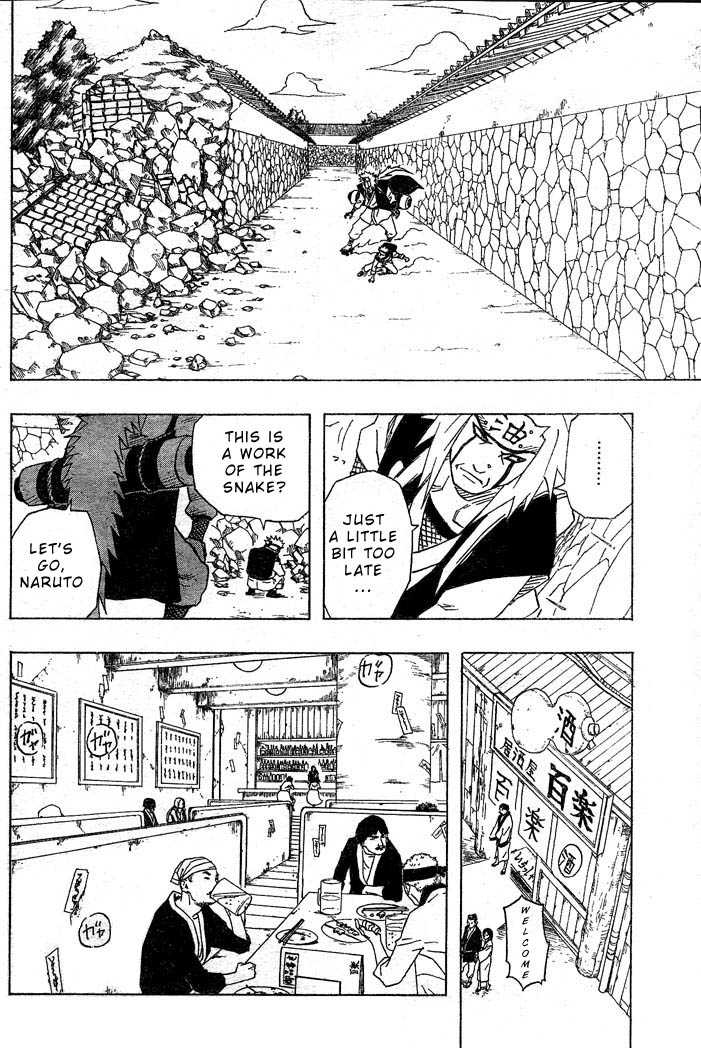 油
.........
JUST
A LITTLE
BIT TOO
LATE
...
THIS IS
A WORK
OF THE
SNAKE?
LET'S
GO,
NARUTO
酒
居酒屋
百楽
百楽
酒
WELCOME
ガヤ
ガヤ
ガヤ
ガヤ